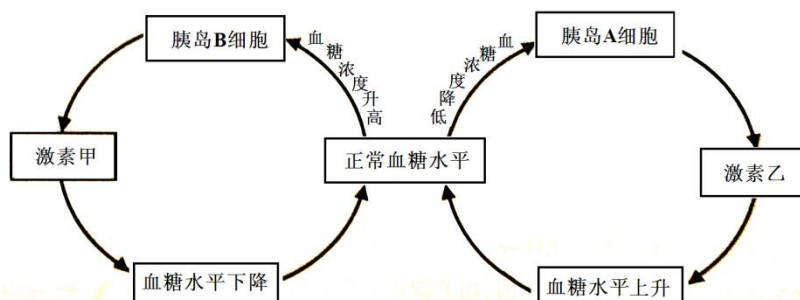 胰岛B细胞
血糖浓度升高
血糖浓度降低
胰岛A细胞
激素甲
正常血糖水平
激素乙
血糖水平下降
血糖水平上升